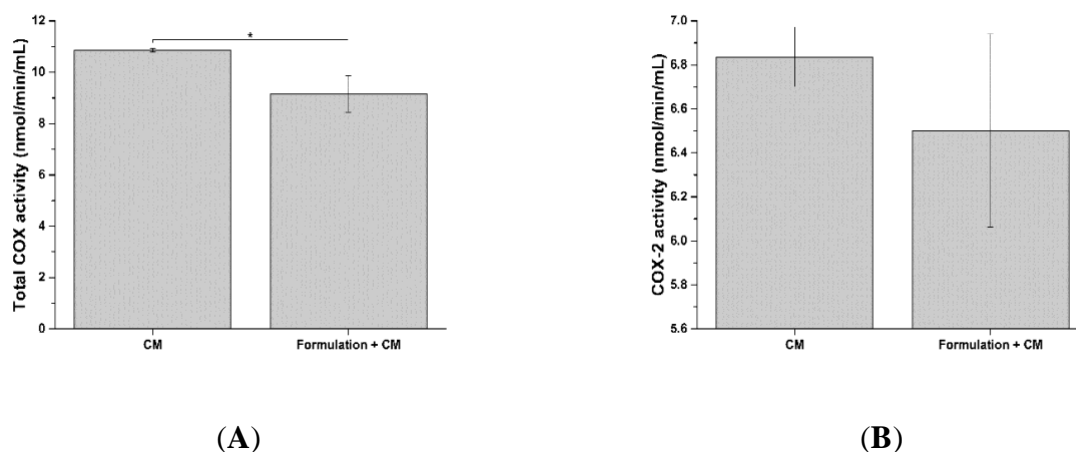 Total COX activity (nmol/min/mL)
12
10
8
6
4
2
0
*
CM
Formulation + CM
(A)
COX-2 activity (nmol/min/mL)
7.0
6.8
6.6
6.4
6.2
6.0
5.8
5.6
CM
Formulation + CM
(B)